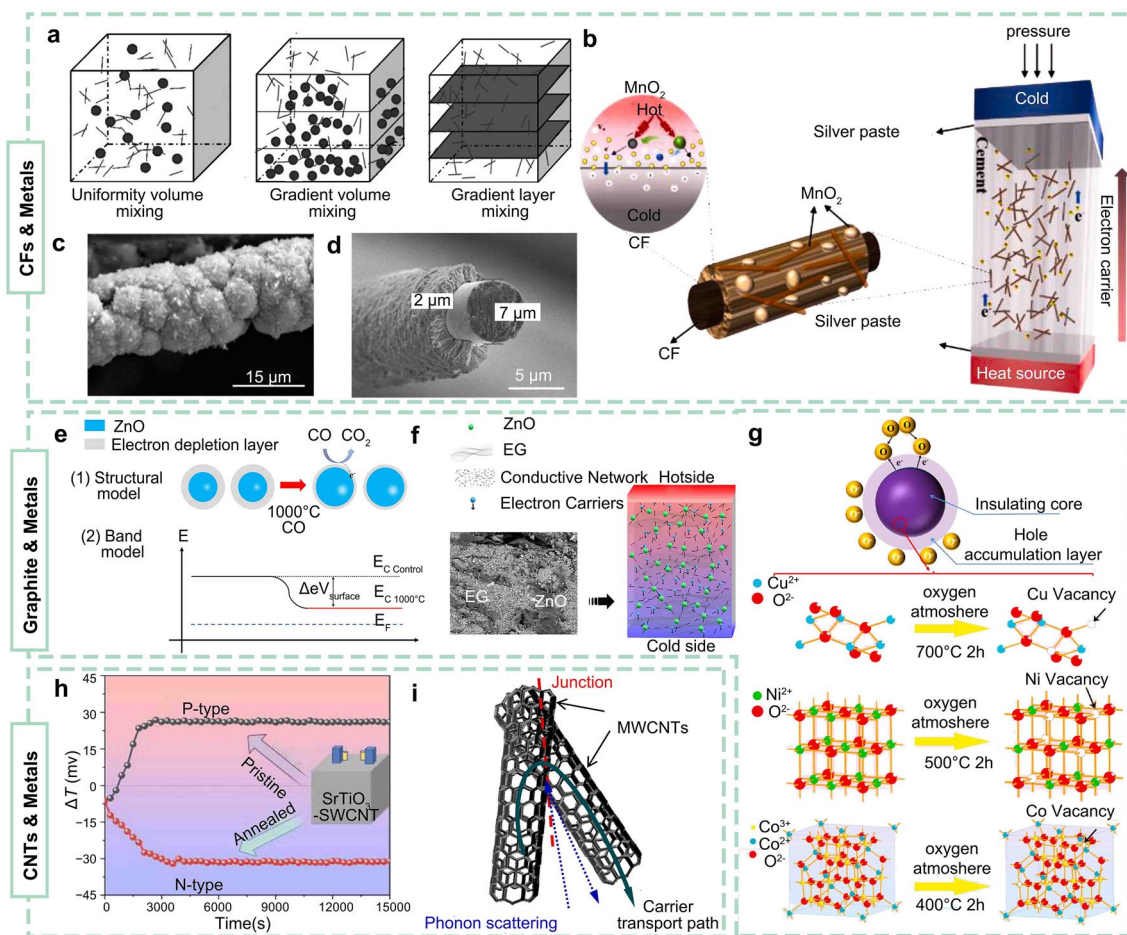 CFs & Metals
a
Uniformity volume
mixing
Gradient volume
mixing
Gradient layer
mixing
b
MnO2
Hot
Cold
CF
MnO2
Silver paste
CF
pressure
Cold
Silver paste
Cement
e
e
Electron carrier
Heat source
c
15 μm
d
2 μm
7 μm
5 μm
Graphite & Metals
e
ZnO
Electron depletion layer
(1) Structural
model
CO CO2
e-
1000°C
CO
(2) Band
model
E
EC Control
ΔeVsurface
EC 1000°C
EF
f
ZnO
EG
Conductive Network
Electron Carriers
Hotside
EG
ZnO
Cold side
g
O O
O O
e- e-
O-
O-
O-
O-
O-
O-
Insulating core
Hole
accumulation layer
Cu2+
O2-
oxygen
atmoshere
700°C 2h
Cu Vacancy
Ni2+
O2-
oxygen
atmoshere
500°C 2h
Ni Vacancy
Co3+
Co2+
O2-
oxygen
atmoshere
400°C 2h
Co Vacancy
CNTs & Metals
h
45
30
15
0
−15
−30
−45
ΔT (mv)
P-type
Pristine
SrTiO3
-SWCNT
Annealed
N-type
0 3000 6000 9000 12000 15000
Time(s)
i
Junction
MWCNTs
Phonon scattering
Carrier
transport path